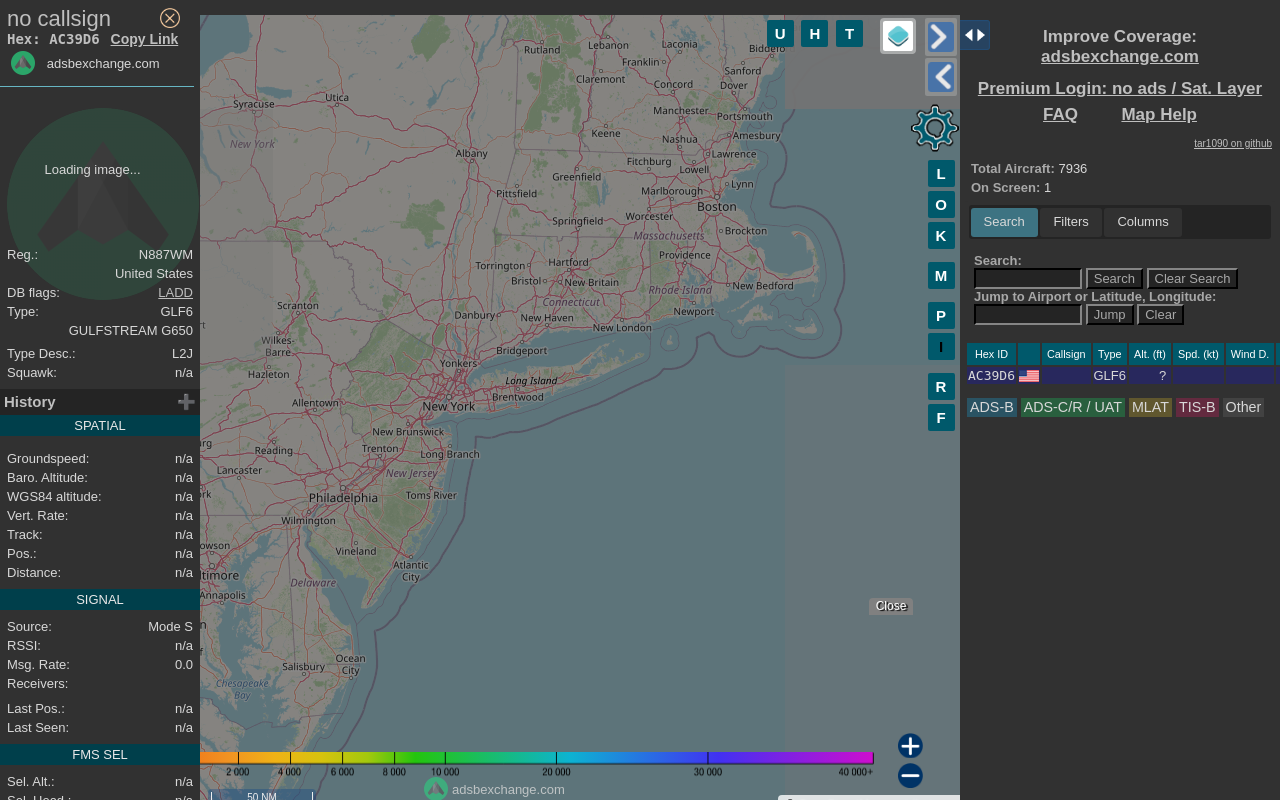 no callsign
Hex: AC39D6 Copy Link
adsbexchange.com
Loading image...
Reg.: N887WM
United States
DB flags: LADD
Type: GLF6
GULFSTREAM G650
Type Desc.: L2J
Squawk: n/a
History
SPATIAL
Groundspeed: n/a
Baro. Altitude: n/a
WGS84 altitude: n/a
Vert. Rate: n/a
Track: n/a
Pos.: n/a
Distance: n/a
SIGNAL
Source: Mode S
RSSI: n/a
Msg. Rate: 0.0
Receivers:
Last Pos.: n/a
Last Seen: n/a
FMS SEL
Sel. Alt.: n/a
Sel. Head.: n/a
U H T
L
O
K
M
P
I
R
F
Rutland
Lebanon
Laconia
Franklin
Sanford
Claremont
Concord
Dover
Syracuse
Utica
Manchester
Portsmouth
Keene
Nashua
Amesbury
New York
Albany
Fitchburg
Lawrence
Greenfield
Lowell
Pittsfield
Marlborough
Lynn
Boston
Springfield
Worcester
Massachusetts
Brockton
Providence
Torrington
Hartford
Bristol
New Britain
Rhode Island
New Bedford
Connecticut
Newport
Scranton
Danbury
New Haven
New London
Wilkes-
Barre
Bridgeport
Hazleton
Yonkers
Long Island
Brentwood
Allentown
New York
New Brunswick
Reading
Trenton
Long Branch
Lancaster
New Jersey
Philadelphia
Toms River
Wilmington
Vineland
Atlantic
City
Delaware
Annapolis
Salisbury
Ocean
City
Chesapeake
Bay
Close
2 000 4 000 6 000 8 000 10 000 20 000 30 000 40 000+
adsbexchange.com
50 NM
Improve Coverage:
adsbexchange.com
Premium Login: no ads / Sat. Layer
FAQ Map Help
tar1090 on github
Total Aircraft: 7936
On Screen: 1
Search Filters Columns
Search:
Search Clear Search
Jump to Airport or Latitude, Longitude:
Jump Clear
Hex ID Callsign Type Alt. (ft) Spd. (kt) Wind D.
AC39D6 GLF6 ?
ADS-B ADS-C/R / UAT MLAT TIS-B Other